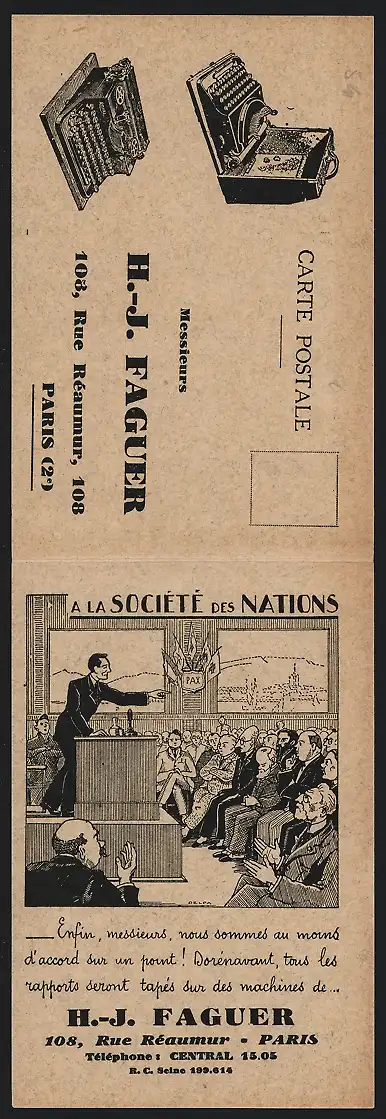 CARTE POSTALE
Messieurs
H.-J. FAGUER
108, Rue Réaumur, 108
PARIS (2e)
A LA SOCIÉTÉ DES NATIONS
PAX
DELPA
— Enfin, messieurs, nous sommes au moins
d'accord sur un point ! Dorénavant, tous les
rapports seront tapés sur des machines de...
H.-J. FAGUER
108, Rue Réaumur - PARIS
Téléphone : CENTRAL 15.05
R. C. Seine 199.614